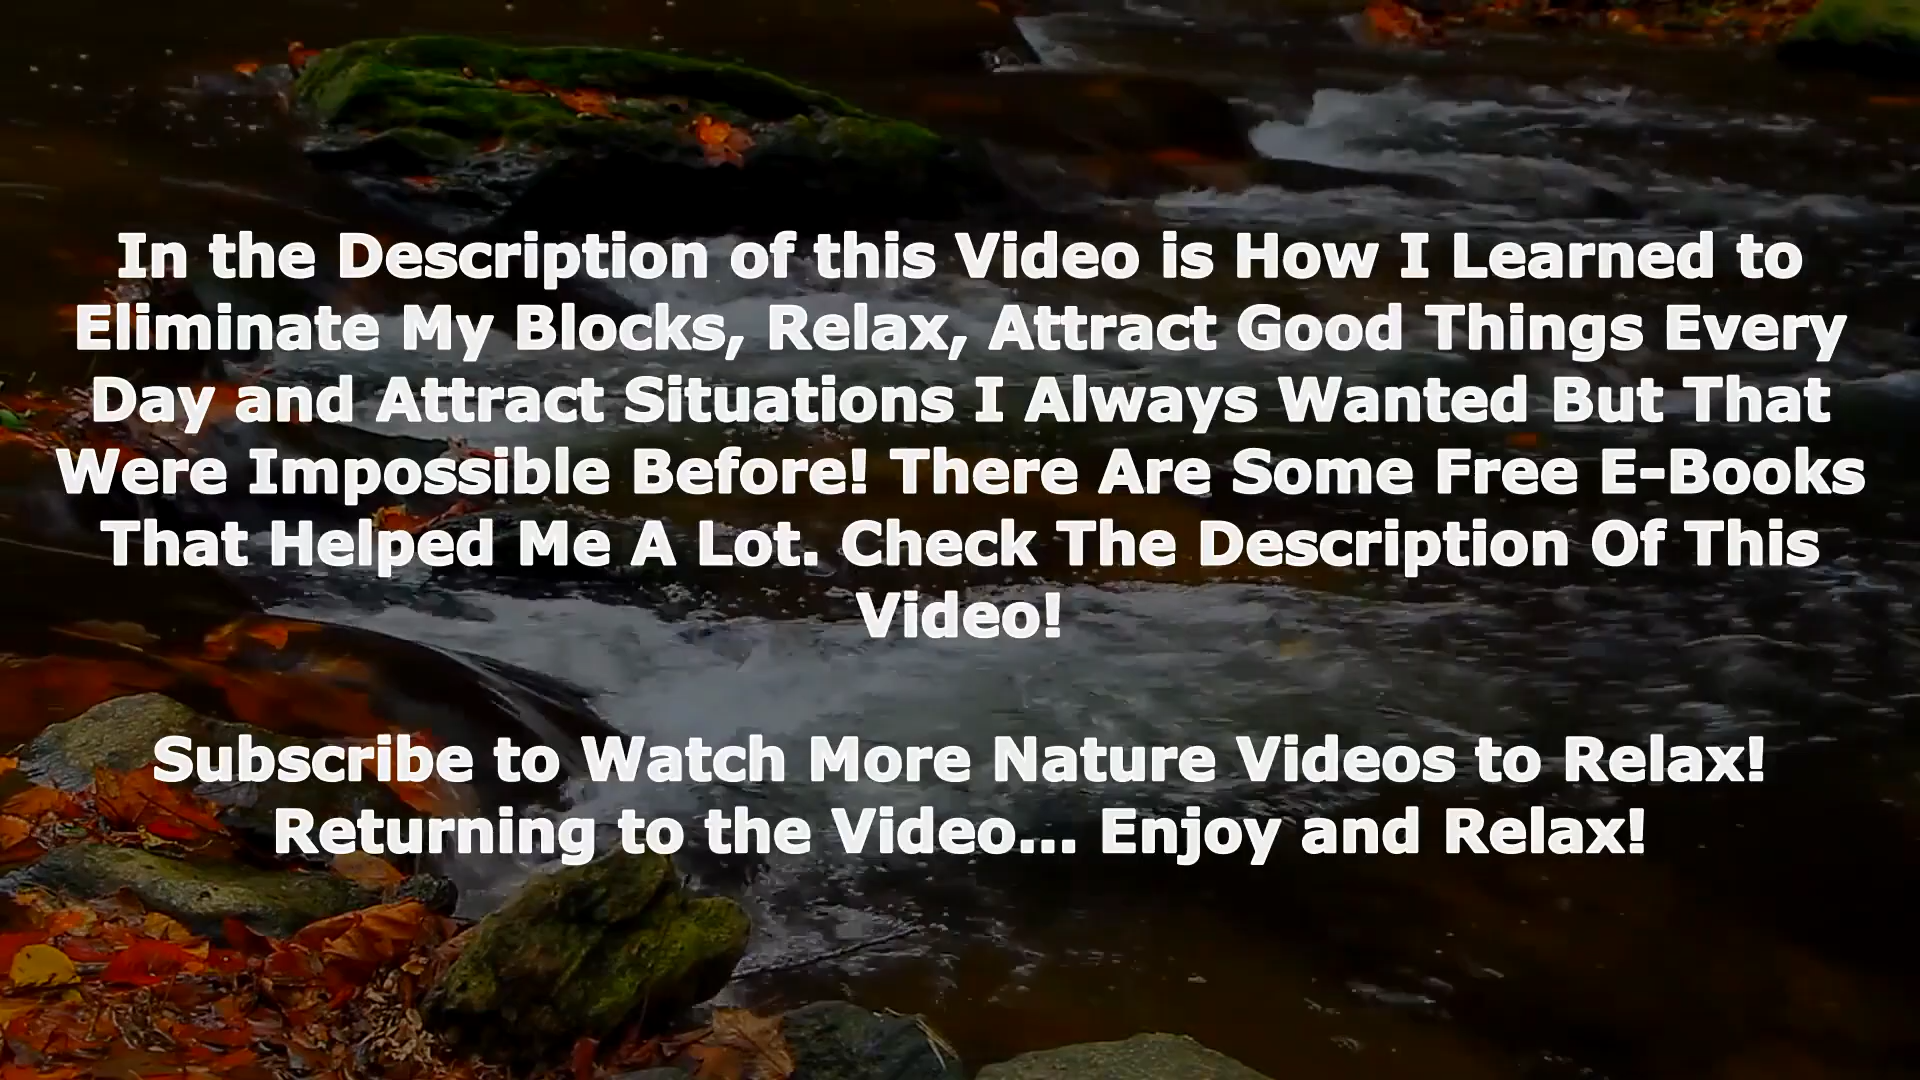 In the Description of this Video is How I Learned to
Eliminate My Blocks, Relax, Attract Good Things Every
Day and Attract Situations I Always Wanted But That
Were Impossible Before! There Are Some Free E-Books
That Helped Me A Lot. Check The Description Of This
Video!
Subscribe to Watch More Nature Videos to Relax!
Returning to the Video... Enjoy and Relax!